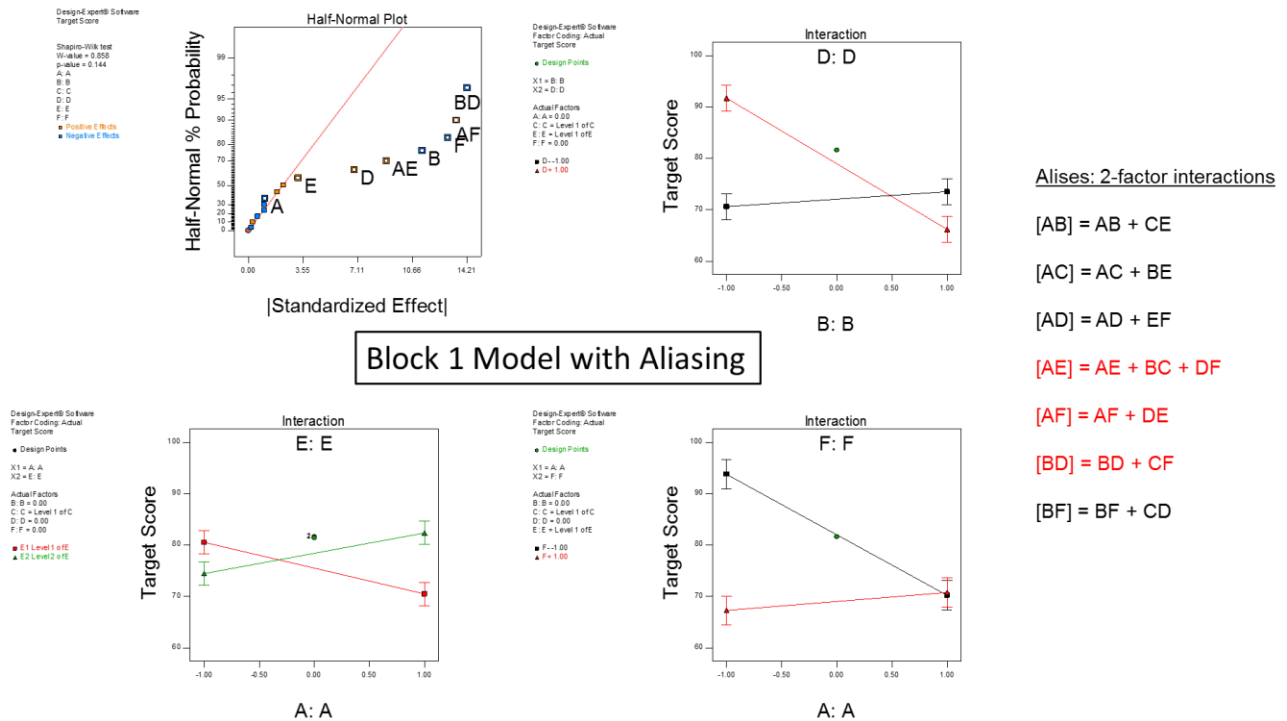 Design-Expert® Software
Target Score
Shapiro-Wilk test
W-value = 0.858
p-value = 0.144
A: A
B: B
C: C
D: D
E: E
F: F
Positive Effects
Negative Effects
Half-Normal Plot
Half-Normal % Probability
99
95
90
80
70
50
30
20
10
0
BD
AF
F
B
AE
D
E
A
0.00 3.55 7.11 10.66 14.21
|Standardized Effect|
Design-Expert® Software
Factor Coding: Actual
Target Score
Design Points
X1 = B: B
X2 = D: D
Actual Factors
A: A = 0.00
C: C = Level 1 of C
E: E = Level 1 of E
F: F = 0.00
D- -1.00
D+ 1.00
Interaction
D: D
Target Score
100
90
80
70
60
-1.00 -0.50 0.00 0.50 1.00
B: B
Alises: 2-factor interactions
[AB] = AB + CE
[AC] = AC + BE
[AD] = AD + EF
[AE] = AE + BC + DF
[AF] = AF + DE
[BD] = BD + CF
[BF] = BF + CD
Block 1 Model with Aliasing
Design-Expert® Software
Factor Coding: Actual
Target Score
Design Points
X1 = A: A
X2 = E: E
Actual Factors
B: B = 0.00
C: C = Level 1 of C
D: D = 0.00
F: F = 0.00
E1 Level 1 of E
E2 Level 2 of E
Interaction
E: E
Target Score
100
90
80
70
60
2
-1.00 -0.50 0.00 0.50 1.00
A: A
Design-Expert® Software
Factor Coding: Actual
Target Score
Design Points
X1 = A: A
X2 = F: F
Actual Factors
B: B = 0.00
C: C = Level 1 of C
D: D = 0.00
E: E = Level 1 of E
F- -1.00
F+ 1.00
Interaction
F: F
Target Score
100
90
80
70
60
-1.00 -0.50 0.00 0.50 1.00
A: A